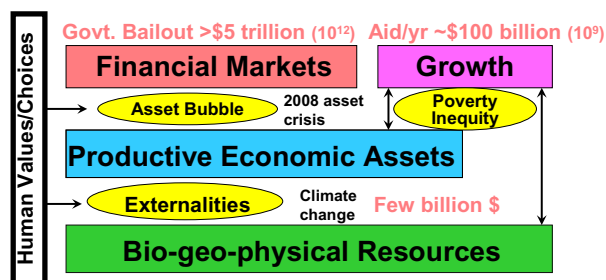 Govt. Bailout >$5 trillion (10¹²) Aid/yr ~$100 billion (10⁹)
Financial Markets
Growth
Human Values/Choices
Asset Bubble
2008 asset
crisis
Poverty
Inequity
Productive Economic Assets
Externalities
Climate
change
Few billion $
Bio-geo-physical Resources